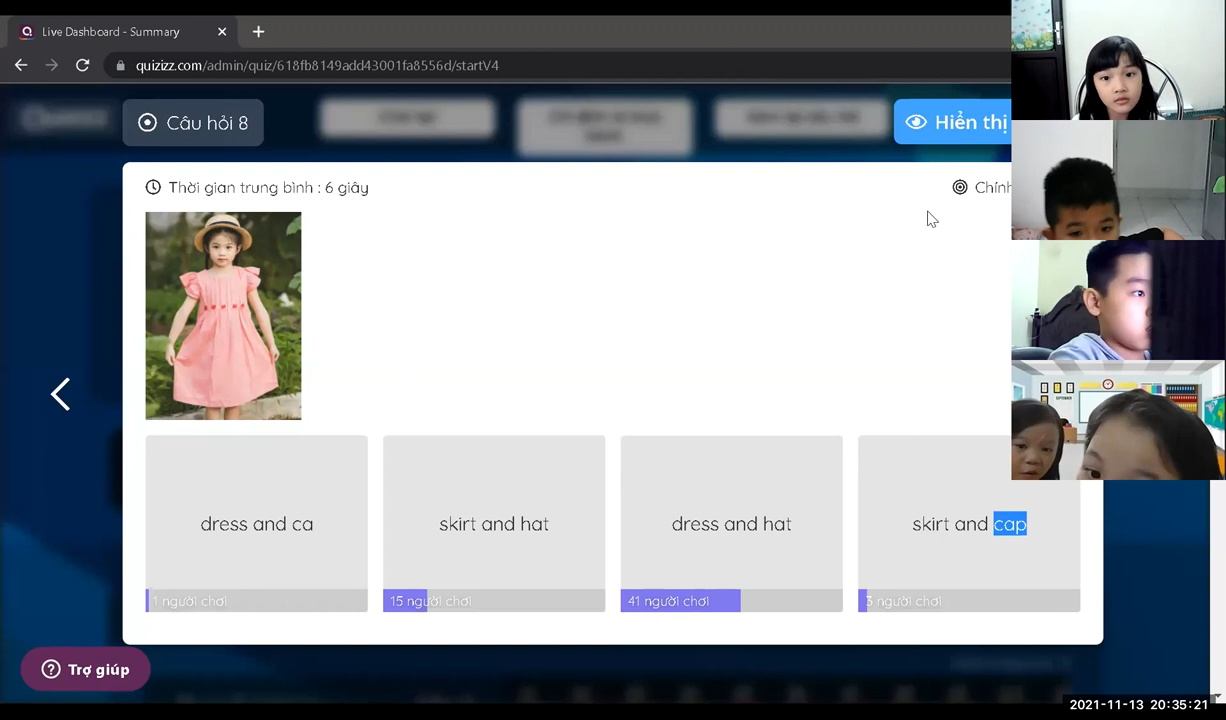 Live Dashboard - Summary
quizizz.com/admin/quiz/618fb8149add43001fa8556d/startV4
Câu hỏi 8
Hiển thị
Thời gian trung bình : 6 giây
Chính
dress and ca
skirt and hat
dress and hat
skirt and cap
1 người chơi
15 người chơi
41 người chơi
3 người chơi
Trợ giúp
2021-11-13 20:35:21